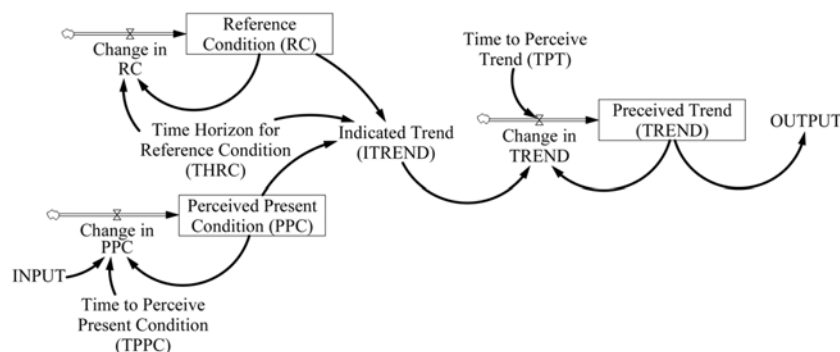 Reference
Condition (RC)
Change in
RC
Time to Perceive
Trend (TPT)
Preceived Trend
(TREND)
OUTPUT
Change in
TREND
Time Horizon for
Reference Condition
(THRC)
Indicated Trend
(ITREND)
Perceived Present
Condition (PPC)
Change in
PPC
INPUT
Time to Perceive
Present Condition
(TPPC)